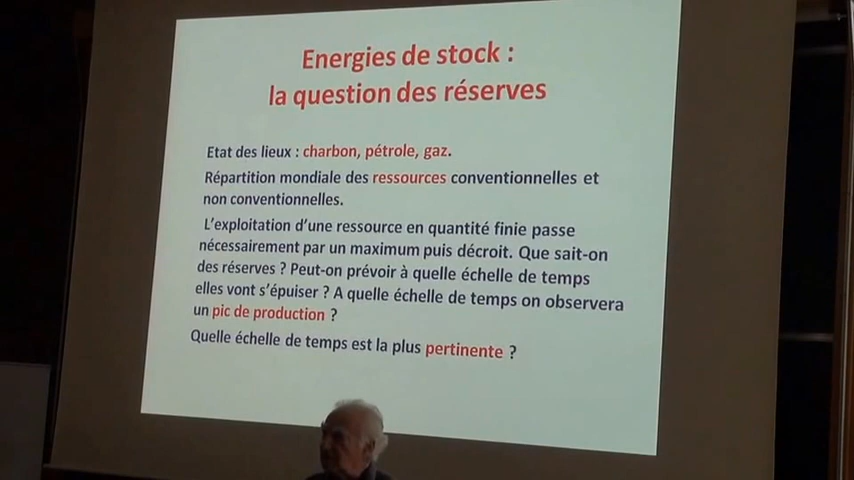 Energies de stock :
la question des réserves
Etat des lieux : charbon, pétrole, gaz.
Répartition mondiale des ressources conventionnelles et
non conventionnelles.
L'exploitation d'une ressource en quantité finie passe
nécessairement par un maximum puis décroit. Que sait-on
des réserves ? Peut-on prévoir à quelle échelle de temps
elles vont s'épuiser ? A quelle échelle de temps on observera
un pic de production ?
Quelle échelle de temps est la plus pertinente ?